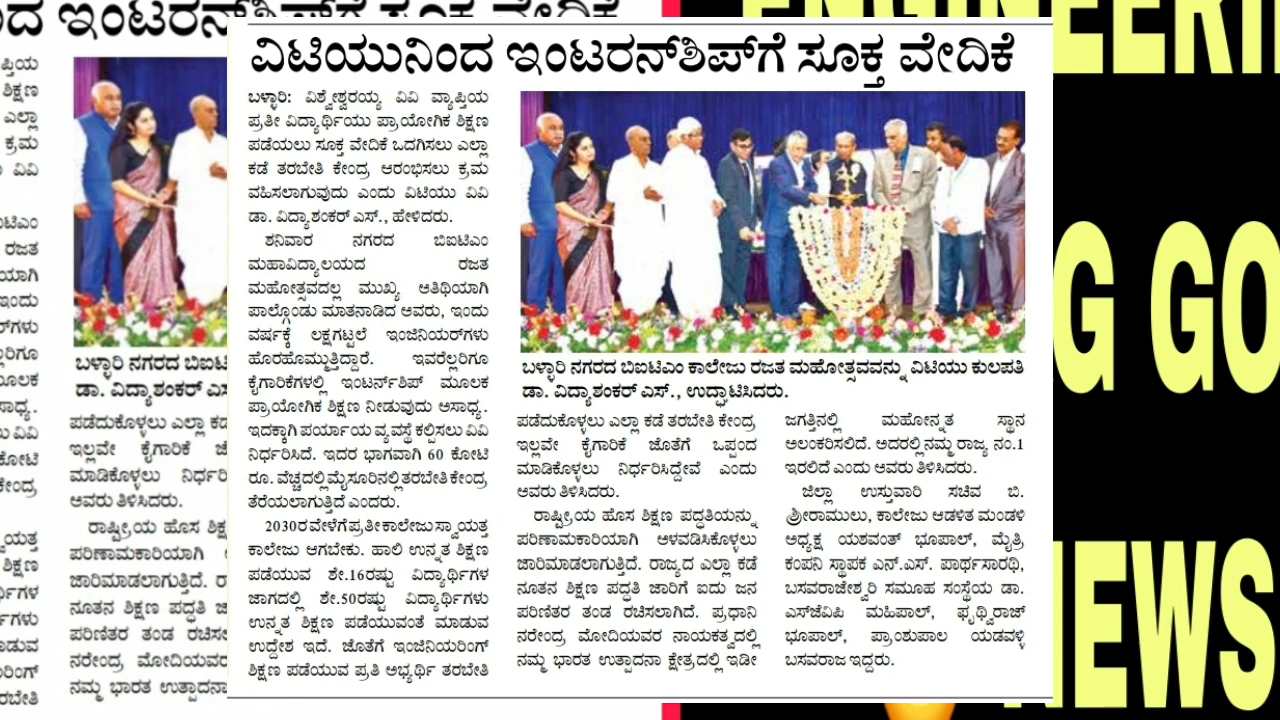 ವಿಟಿಯುನಿಂದ ಇಂಟರನ್‌ಶಿಪ್‌ಗೆ ಸೂಕ್ತ ವೇದಿಕೆ
ಬಳ್ಳಾರಿ: ವಿಶ್ವೇಶ್ವರಯ್ಯ ವಿವಿ ವ್ಯಾಪ್ತಿಯ
ಪ್ರತೀ ವಿದ್ಯಾರ್ಥಿಯು ಪ್ರಾಯೋಗಿಕ ಶಿಕ್ಷಣ
ಪಡೆಯಲು ಸೂಕ್ತ ವೇದಿಕೆ ಒದಗಿಸಲು ಎಲ್ಲಾ
ಕಡೆ ತರಬೇತಿ ಕೇಂದ್ರ ಆರಂಭಿಸಲು ಕ್ರಮ
ವಹಿಸಲಾಗುವುದು ಎಂದು ವಿಟಿಯು ವಿವಿ
ಡಾ. ವಿದ್ಯಾಶಂಕರ್ ಎಸ್., ಹೇಳಿದರು.
ಶನಿವಾರ ನಗರದ ಬಿಐಟಿಎಂ
ಮಹಾವಿದ್ಯಾಲಯದ ರಜತ
ಮಹೋತ್ಸವದಲ್ಲಿ ಮುಖ್ಯ ಅತಿಥಿಯಾಗಿ
ಪಾಲ್ಗೊಂಡು ಮಾತನಾಡಿದ ಅವರು, ಇಂದು
ವರ್ಷಕ್ಕೆ ಲಕ್ಷಗಟ್ಟಲೆ ಇಂಜಿನಿಯರ್‌ಗಳು
ಹೊರಹೊಮ್ಮುತ್ತಿದ್ದಾರೆ. ಇವರೆಲ್ಲರಿಗೂ
ಕೈಗಾರಿಕೆಗಳಲ್ಲಿ ಇಂಟರ್ನ್‌ಶಿಪ್ ಮೂಲಕ
ಪ್ರಾಯೋಗಿಕ ಶಿಕ್ಷಣ ನೀಡುವುದು ಅಸಾಧ್ಯ.
ಇದಕ್ಕಾಗಿ ಪರ್ಯಾಯ ವ್ಯವಸ್ಥೆ ಕಲ್ಪಿಸಲು ವಿವಿ
ನಿರ್ಧರಿಸಿದೆ. ಇದರ ಭಾಗವಾಗಿ 60 ಕೋಟಿ
ರೂ. ವೆಚ್ಚದಲ್ಲಿ ಮೈಸೂರಿನಲ್ಲಿ ತರಬೇತಿ ಕೇಂದ್ರ
ತೆರೆಯಲಾಗುತ್ತಿದೆ ಎಂದರು.
2030ರ ವೇಳೆಗೆ ಪ್ರತೀ ಕಾಲೇಜು ಸ್ವಾಯತ್ತ
ಕಾಲೇಜು ಆಗಬೇಕು. ಹಾಲಿ ಉನ್ನತ ಶಿಕ್ಷಣ
ಪಡೆಯುವ ಶೇ.16ರಷ್ಟು ವಿದ್ಯಾರ್ಥಿಗಳ
ಜಾಗದಲ್ಲಿ ಶೇ.50ರಷ್ಟು ವಿದ್ಯಾರ್ಥಿಗಳು
ಉನ್ನತ ಶಿಕ್ಷಣ ಪಡೆಯುವಂತೆ ಮಾಡುವ
ಉದ್ದೇಶ ಇದೆ. ಜೊತೆಗೆ ಇಂಜಿನಿಯರಿಂಗ್
ಶಿಕ್ಷಣ ಪಡೆಯುವ ಪ್ರತಿ ಅಭ್ಯರ್ಥಿ ತರಬೇತಿ
ಬಳ್ಳಾರಿ ನಗರದ ಬಿಐಟಿಎಂ ಕಾಲೇಜು ರಜತ ಮಹೋತ್ಸವವನ್ನು ವಿಟಿಯು ಕುಲಪತಿ
ಡಾ. ವಿದ್ಯಾಶಂಕರ್ ಎಸ್., ಉದ್ಘಾಟಿಸಿದರು.
ಪಡೆದುಕೊಳ್ಳಲು ಎಲ್ಲಾ ಕಡೆ ತರಬೇತಿ ಕೇಂದ್ರ
ಇಲ್ಲವೇ ಕೈಗಾರಿಕೆ ಜೊತೆಗೆ ಒಪ್ಪಂದ
ಮಾಡಿಕೊಳ್ಳಲು ನಿರ್ಧರಿಸಿದ್ದೇವೆ ಎಂದು
ಅವರು ತಿಳಿಸಿದರು.
ರಾಷ್ಟ್ರೀಯ ಹೊಸ ಶಿಕ್ಷಣ ಪದ್ಧತಿಯನ್ನು
ಪರಿಣಾಮಕಾರಿಯಾಗಿ ಅಳವಡಿಸಿಕೊಳ್ಳಲು
ಜಾರಿಮಾಡಲಾಗುತ್ತಿದೆ. ರಾಜ್ಯದ ಎಲ್ಲಾ ಕಡೆ
ನೂತನ ಶಿಕ್ಷಣ ಪದ್ಧತಿ ಜಾರಿಗೆ ಐದು ಜನ
ಪರಿಣಿತರ ತಂಡ ರಚಿಸಲಾಗಿದೆ. ಪ್ರಧಾನಿ
ನರೇಂದ್ರ ಮೋದಿಯವರ ನಾಯಕತ್ವದಲ್ಲಿ
ನಮ್ಮ ಭಾರತ ಉತ್ಪಾದನಾ ಕ್ಷೇತ್ರದಲ್ಲಿ ಇಡೀ
ಜಗತ್ತಿನಲ್ಲಿ ಮಹೋನ್ನತ ಸ್ಥಾನ
ಅಲಂಕರಿಸಲಿದೆ. ಅದರಲ್ಲಿ ನಮ್ಮ ರಾಜ್ಯ ನಂ.1
ಇರಲಿದೆ ಎಂದು ಅವರು ತಿಳಿಸಿದರು.
ಜಿಲ್ಲಾ ಉಸ್ತುವಾರಿ ಸಚಿವ ಬಿ.
ಶ್ರೀರಾಮುಲು, ಕಾಲೇಜು ಆಡಳಿತ ಮಂಡಳಿ
ಅಧ್ಯಕ್ಷ ಯಶವಂತ್ ಭೂಪಾಲ್, ಮೈತ್ರಿ
ಕಂಪನಿ ಸ್ಥಾಪಕ ಎನ್.ಎಸ್. ಪಾರ್ಥಸಾರಥಿ,
ಬಸವರಾಜೇಶ್ವರಿ ಸಮೂಹ ಸಂಸ್ಥೆಯ ಡಾ.
ಎಸ್‌ಜೆವಿಪಿ ಮಹಿಪಾಲ್, ಫೃಥ್ವಿರಾಜ್
ಭೂಪಾಲ್, ಪ್ರಾಂಶುಪಾಲ ಯಡವಳ್ಳಿ
ಬಸವರಾಜ ಇದ್ದರು.
G GO
NEWS